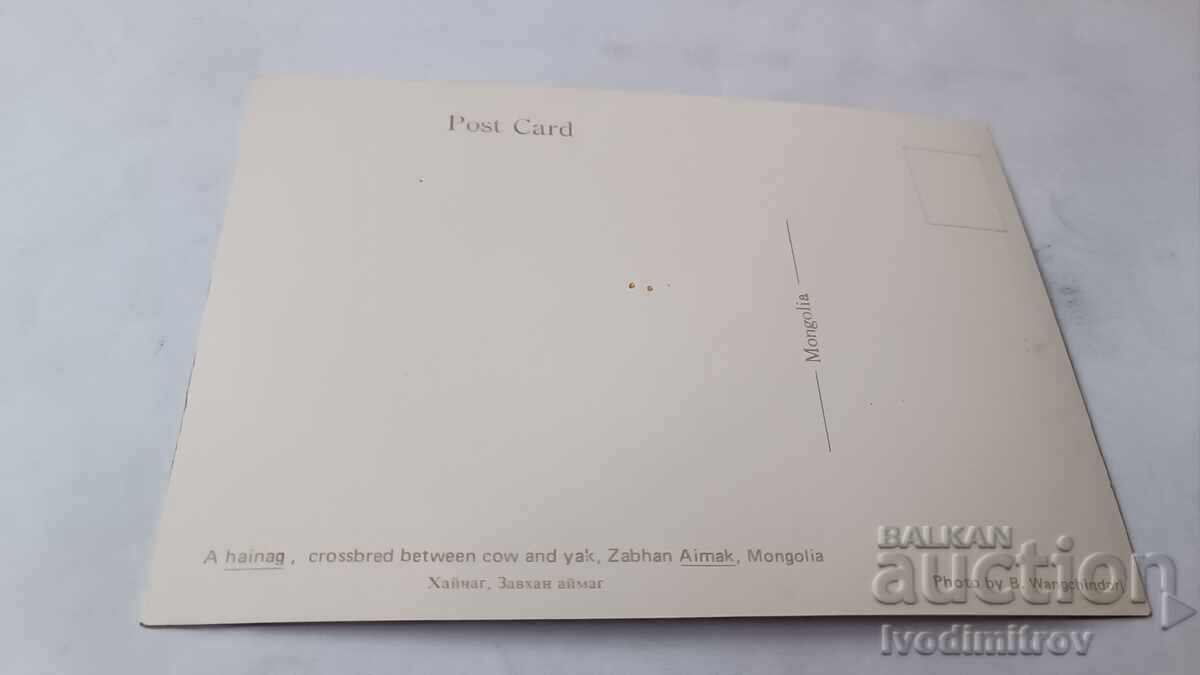 Post Card
Mongolia
A hainag, crossbred between cow and yak, Zabhan Aimak, Mongolia
Хайнаг, Завхан аймаг
Photo by B. Wangchindorj
BALKAN
auction
Ivodimitrov